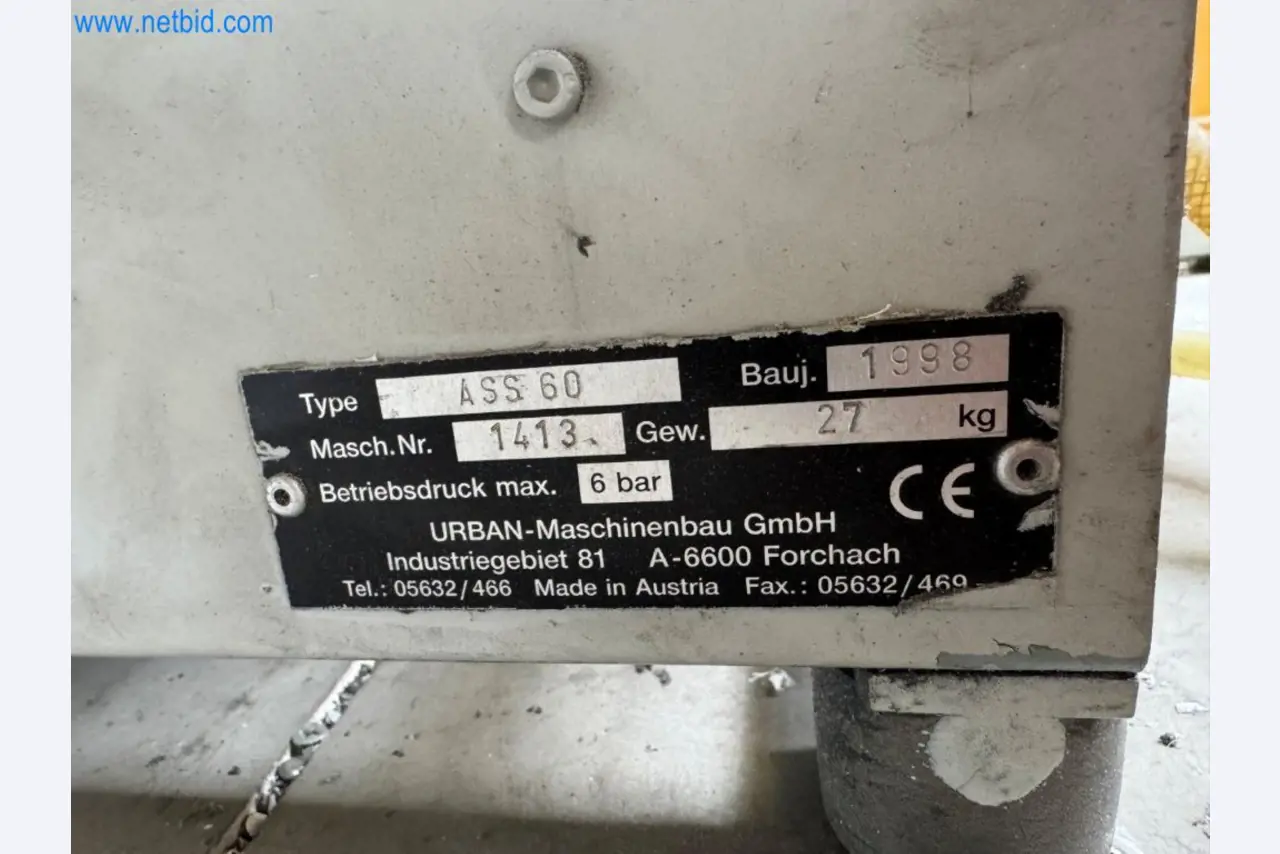 www.netbid.com
Type ASS 60 Bauj. 1998
Masch.Nr. 1413 Gew. 27 kg
Betriebsdruck max. 6 bar CE
URBAN-Maschinenbau GmbH
Industriegebiet 81 A-6600 Forchach
Tel.: 05632/466 Made in Austria Fax.: 05632/469